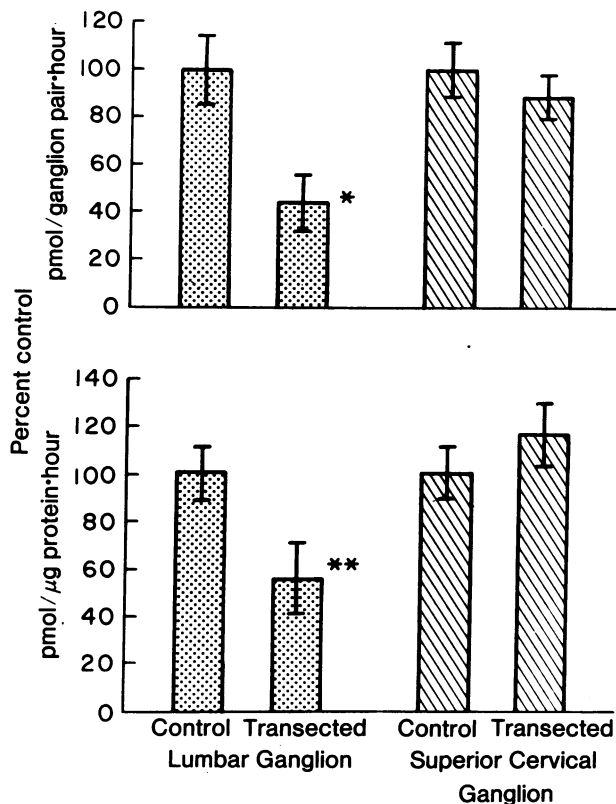 Percent control
pmol/ganglion pair·hour
120
100
80
60
40
20
0
*
pmol/μg protein·hour
140
120
100
80
60
40
20
0
**
Control Transected Control Transected
Lumbar Ganglion Superior Cervical
Ganglion